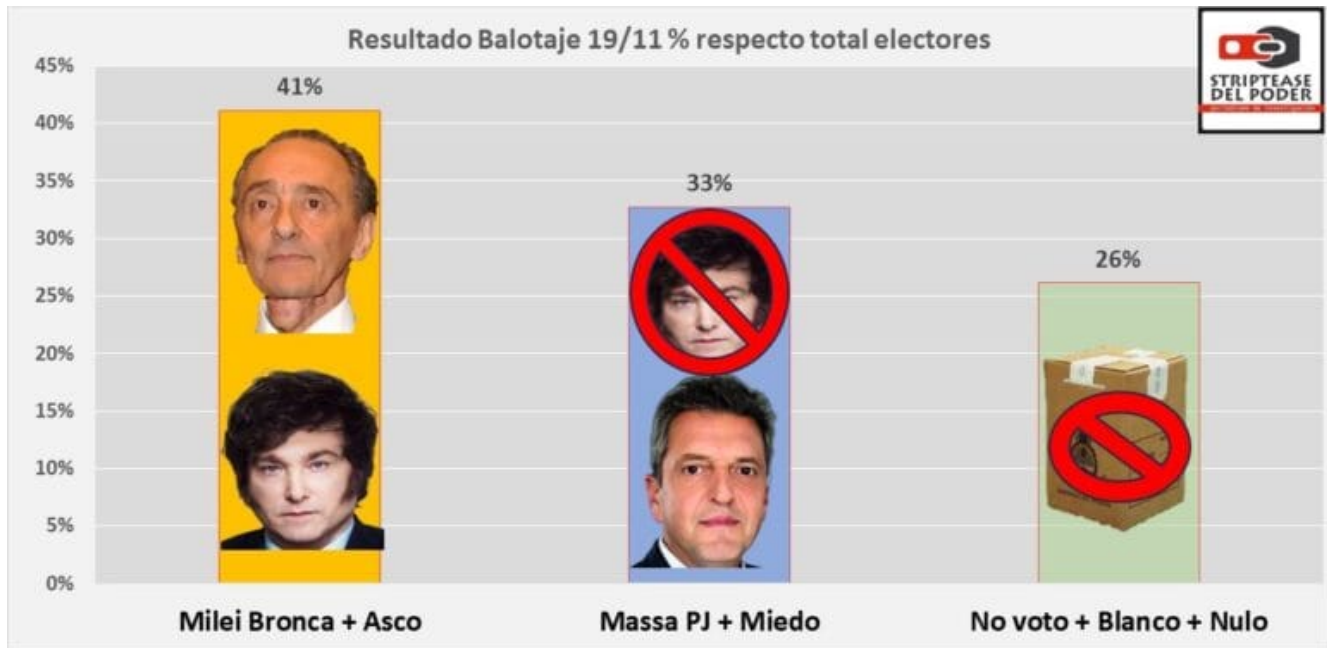 Resultado Balotaje 19/11 % respecto total electores
STRIPTEASE
DEL PODER
45%
40%
35%
30%
25%
20%
15%
10%
5%
0%
41%
33%
26%
Milei Bronca + Asco
Massa PJ + Miedo
No voto + Blanco + Nulo